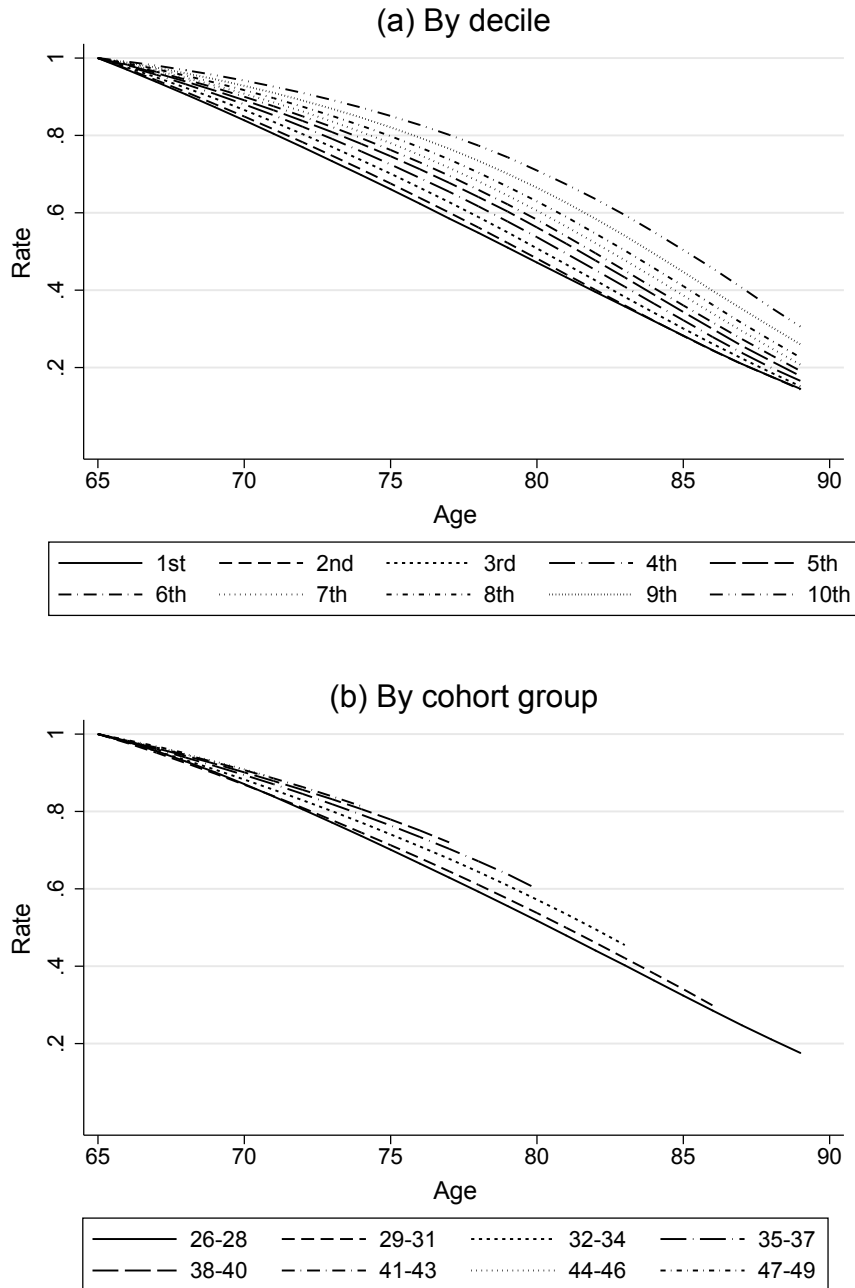 (a) By decile
1
.8
.6
.4
.2
Rate
65 70 75 80 85 90
Age
1st 2nd 3rd 4th 5th
6th 7th 8th 9th 10th
(b) By cohort group
1
.8
.6
.4
.2
Rate
65 70 75 80 85 90
Age
26-28 29-31 32-34 35-37
38-40 41-43 44-46 47-49